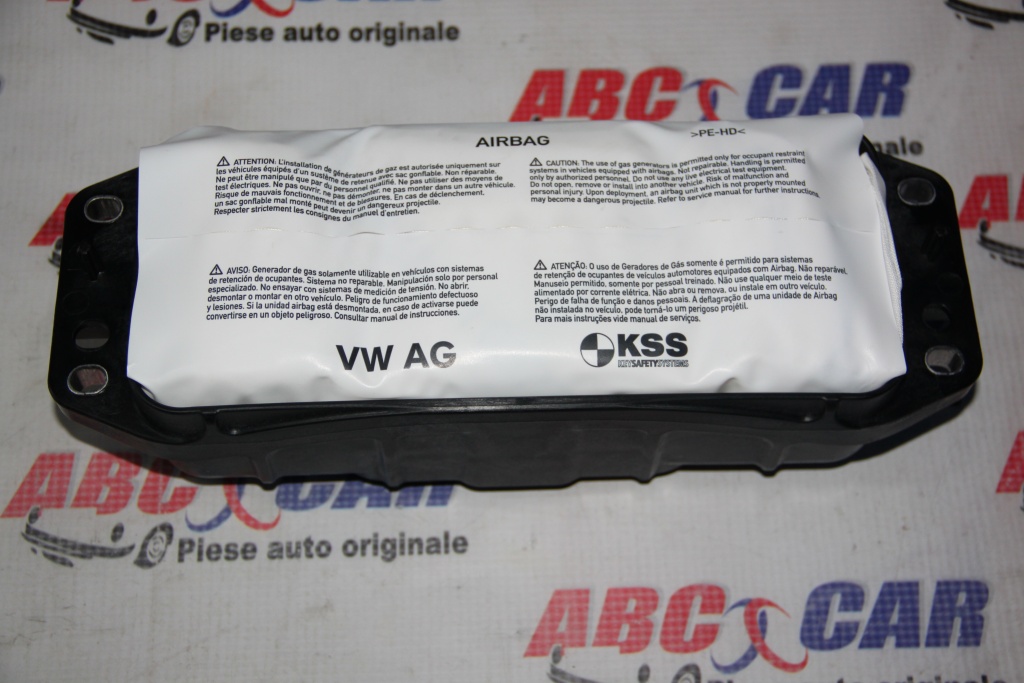 Piese auto originale
ABC CAR
AIRBAG
>PE-HD<
ATTENTION. L'installation de générateurs de gaz est autorisée uniquement sur
les véhicules équipés d'un système de retenue avec sac gonflable. Non réparable.
Ne peut être manipulé que par du personnel qualifié. Ne pas utiliser des moyens de
test électriques. Ne pas ouvrir, ne pas démonter, ne pas monter dans un autre véhicule.
Risque de mauvais fonctionnement et de blessures. En cas de déclenchement,
un sac gonflable mal monté peut devenir un dangereux projectile.
Respecter strictement les consignes du manuel d'entretien.
CAUTION. The use of gas generators is permitted only for occupant restraint
systems in vehicles equipped with airbags. Not repairable. Handling is permitted
only by authorized personnel. Do not use any live electrical test equipment.
Do not open, remove or install into another vehicle. Risk of malfunction and
personal injury. Upon deployment, an airbag unit which is not properly mounted
may become a dangerous projectile. Refer to service manual for further instructions.
AVISO: Generador de gas solamente utilizable en vehículos con sistemas
de retención de ocupantes. Sistema no reparable. Manipulación solo por personal
especializado. No ensayar con sistemas de medición de tensión. No abrir,
desmontar o montar en otro vehículo. Peligro de funcionamiento defectuoso
y lesiones. Si la unidad airbag está desmontada, en caso de activarse puede
convertirse en un objeto peligroso. Consultar manual de instrucciones.
ATENÇÃO: O uso de Geradores de Gás somente é permitido para sistemas
de retenção de ocupantes de veículos automotores equipados com Airbag. Não reparável.
Manuseio permitido, somente por pessoal treinado. Não use qualquer meio de teste
alimentado por corrente elétrica. Não abra ou remova, ou instale em outro veículo.
Perigo de falha de função e danos pessoais. A deflagração de uma unidade de Airbag
não instalada no veículo, pode torná-lo um perigoso projétil.
Para mais instruções vide manual de serviços.
VW AG
KSS
KEY SAFETY SYSTEMS
ABC CAR
Piese auto originale
ABC CAR